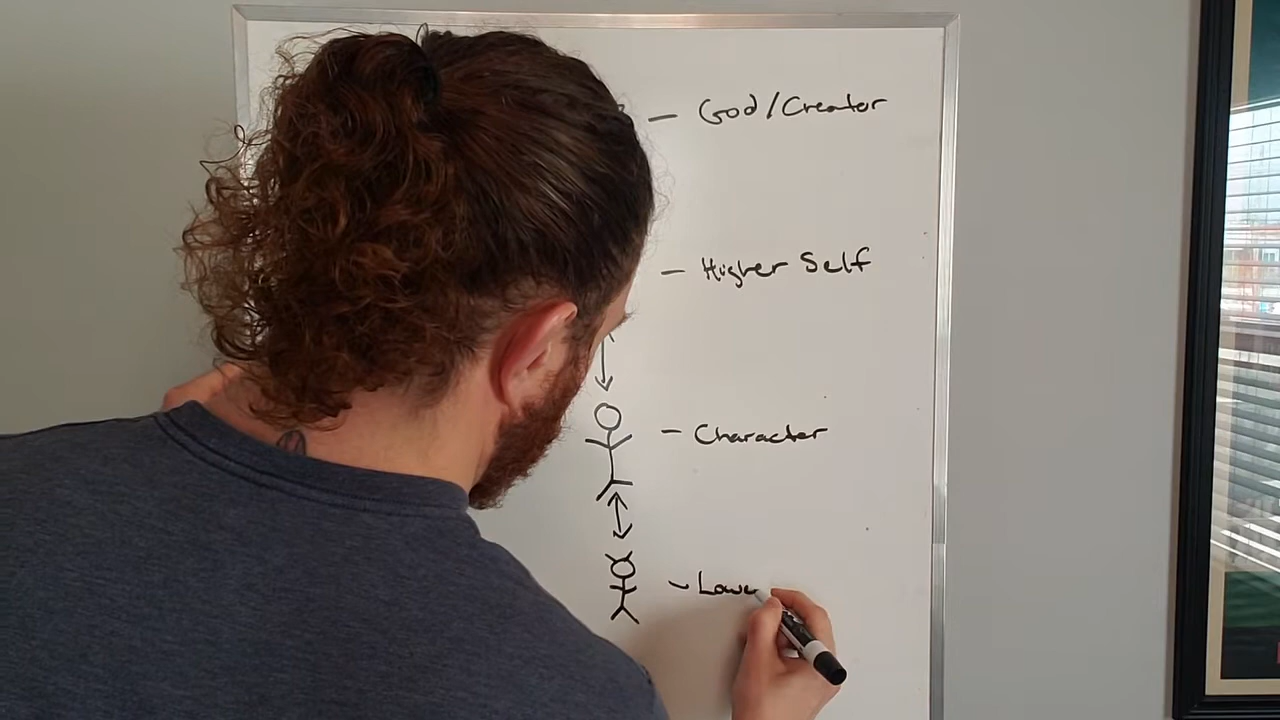 — God/Creator
— Higher Self
— Character
- Lowe